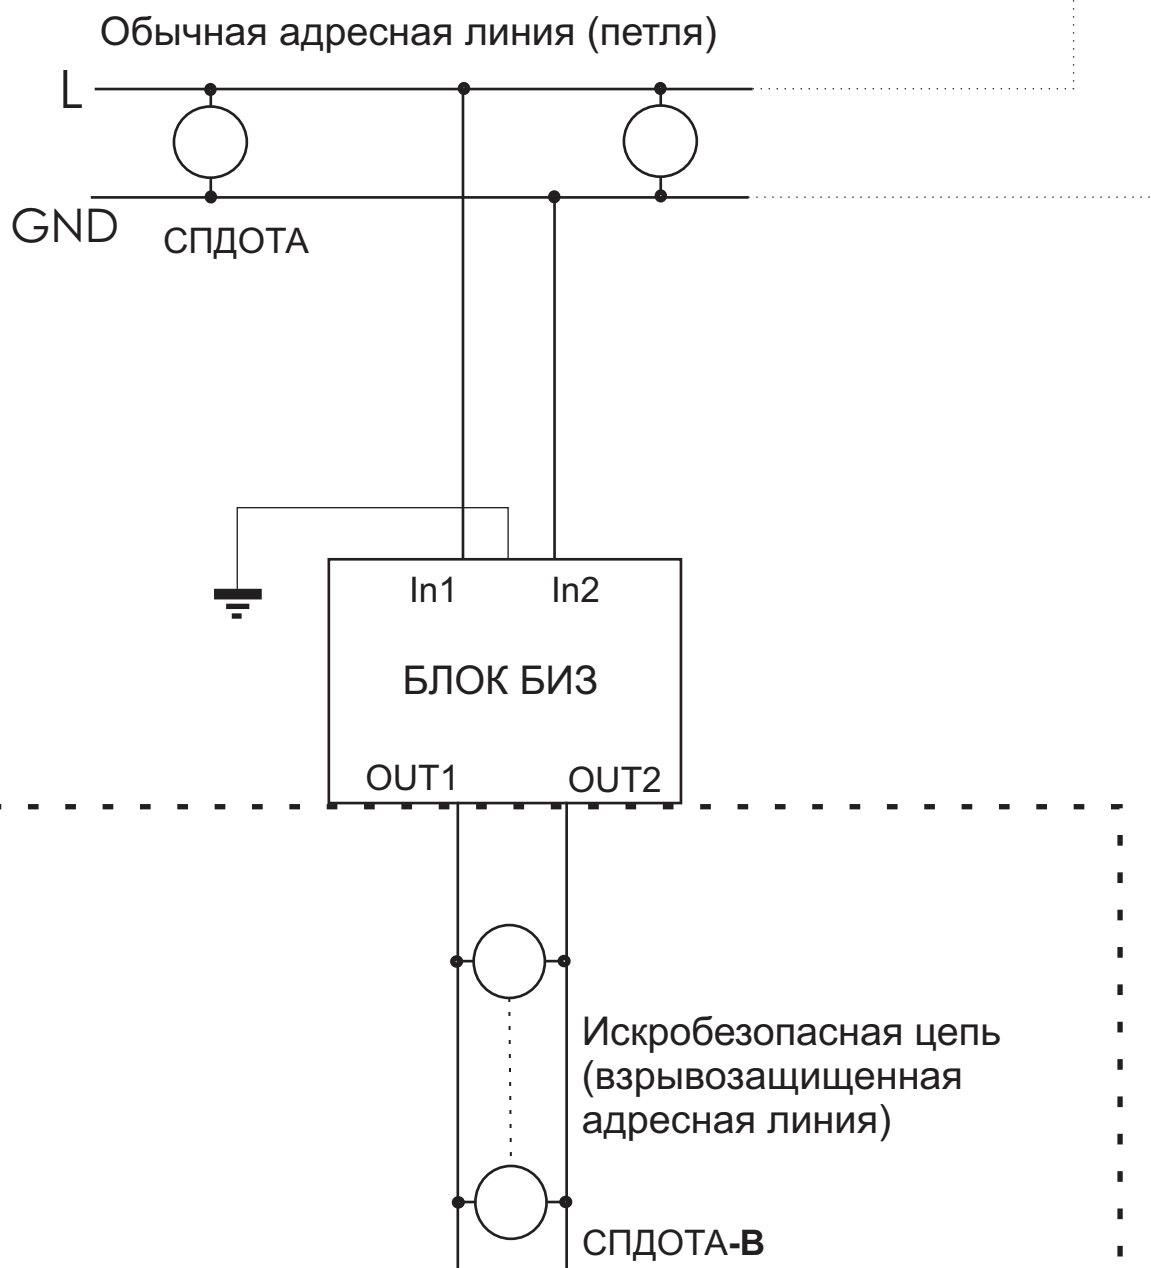 Обычная адресная линия (петля)
L
GND
СПДОТА
In1 In2
БЛОК БИЗ
OUT1 OUT2
Искробезопасная цепь
(взрывозащищенная
адресная линия)
СПДОТА-В